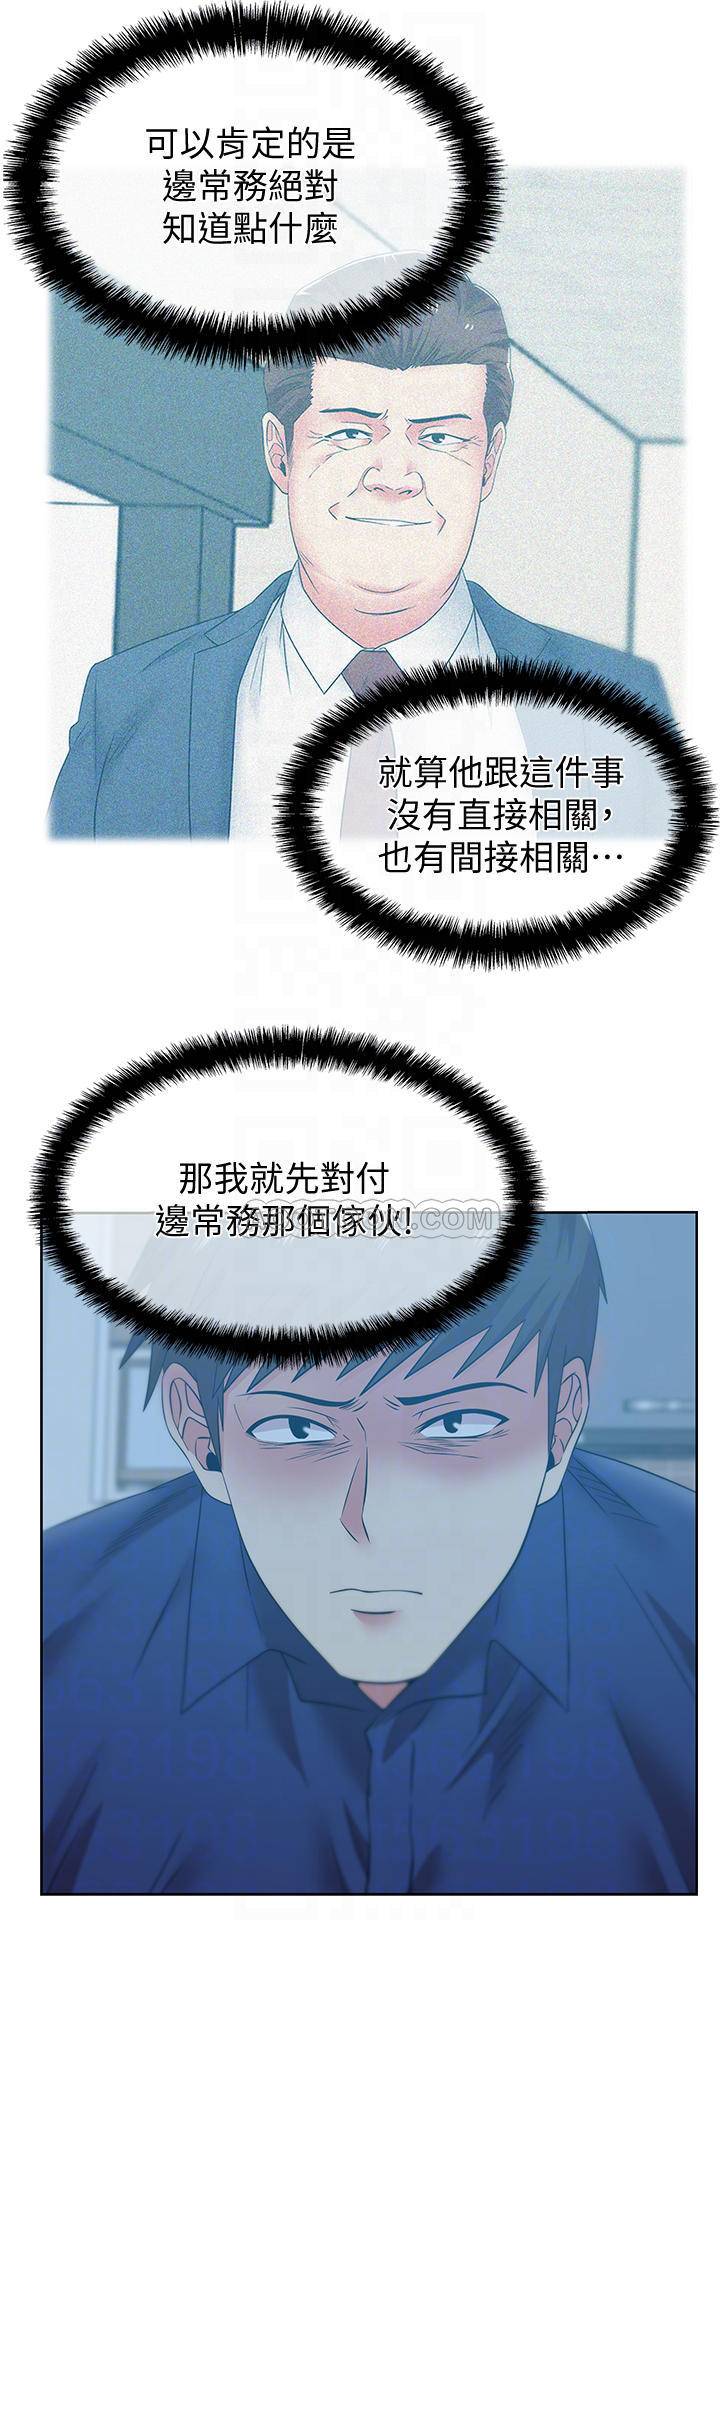 可以肯定的是
邊常務絕對
知道點什麼
就算他跟這件事
沒有直接相關，
也有間接相關⋯
那我就先對付
邊常務那個傢伙!